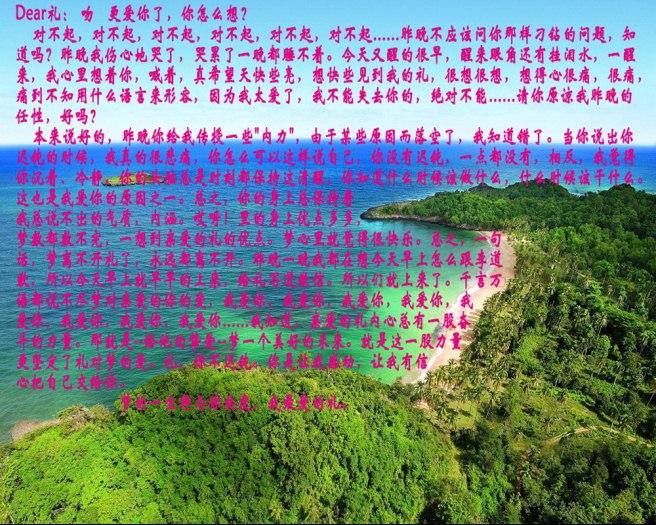 Dear礼：吻　更爱你了，你怎么想？
对不起，对不起，对不起，对不起，对不起，对不起……昨晚不应该问你那样刁钻的问题，知
道吗？昨晚我伤心地哭了，哭累了一晚都睡不着。今天又醒的很早，醒来眼角还有挂泪水，一醒
来，我心里想着你，喊着，真希望天快些亮，想快些见到我的礼，很想很想，想得心很痛，很痛，
痛到不知用什么语言来形容，因为我太爱了，我不能失去你的，绝对不能……请你原谅我昨晚的
任性，好吗？
本来说好的，昨晚你给我传授一些"内力"，由于某些原因而落空了，我知道错了。当你说出你
迟钝的时候，我真的很悲痛，你怎么可以这样说自己，你没有迟钝，一点都没有，相反，我觉得
你沉着、冷静，你的头脑总是时刻都保持过清醒，你知道什么时候该做什么，什么时候该干什么。
这也是我爱你的原因之一。总之，你的身上总保持着
我总说不出的气质，内涵。哎呀！里的身上优点多多，
梦数都数不完，一想到亲爱的礼的优点。梦心里就觉得很快乐。总之，一句
话，梦离不开礼了，永远都离不开。昨晚一晚我都在想今天早上怎么跟李道
歉，所以今天早上就早早的上来，给礼写道歉信。所以们就上来了。千言万
语都说不尽梦对亲爱的你的爱，我爱你，我爱你，我爱你，我爱你，我
爱你，我爱你，我爱你，我爱你……我知道，亲爱的礼内心总有一股奋
斗的力量。那就是--给他的挚爱--梦一个美好的未来。就是这一股力量
更坚定了礼对梦的爱。礼，你不迟钝。你是让我感动，让我有信
心把自己交给你。
梦的一生将与你共度，我最爱的礼。